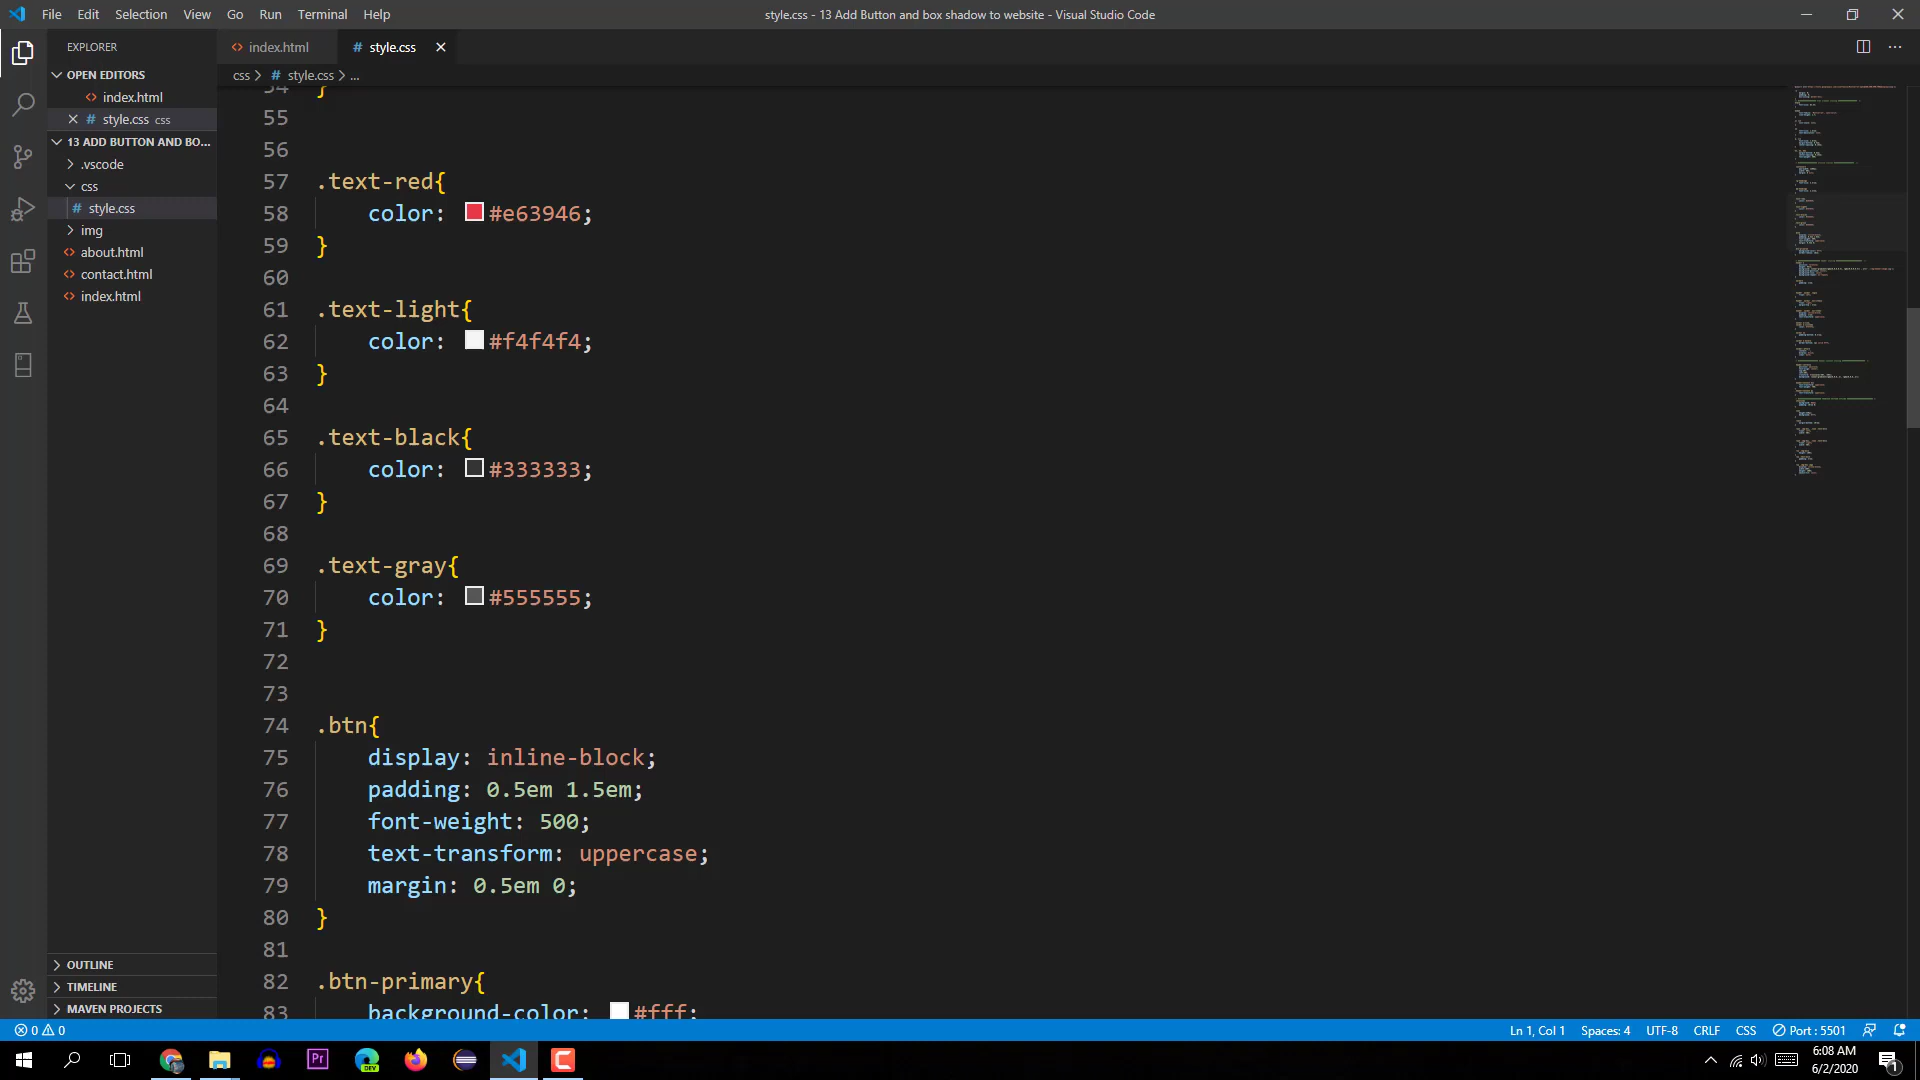 File Edit Selection View Go Run Terminal Help
style.css - 13 Add Button and box shadow to website - Visual Studio Code
EXPLORER
OPEN EDITORS
index.html
style.css css
13 ADD BUTTON AND BO...
.vscode
css
style.css
img
about.html
contact.html
index.html
OUTLINE
TIMELINE
MAVEN PROJECTS
index.html
# style.css
css > # style.css > ...
54 }
55
56
57 .text-red{
58 color: #e63946;
59 }
60
61 .text-light{
62 color: #f4f4f4;
63 }
64
65 .text-black{
66 color: #333333;
67 }
68
69 .text-gray{
70 color: #555555;
71 }
72
73
74 .btn{
75 display: inline-block;
76 padding: 0.5em 1.5em;
77 font-weight: 500;
78 text-transform: uppercase;
79 margin: 0.5em 0;
80 }
81
82 .btn-primary{
83 background-color: #fff;
0 0
Ln 1, Col 1 Spaces: 4 UTF-8 CRLF CSS Port : 5501
Pr
DEV
6:08 AM
6/2/2020
1